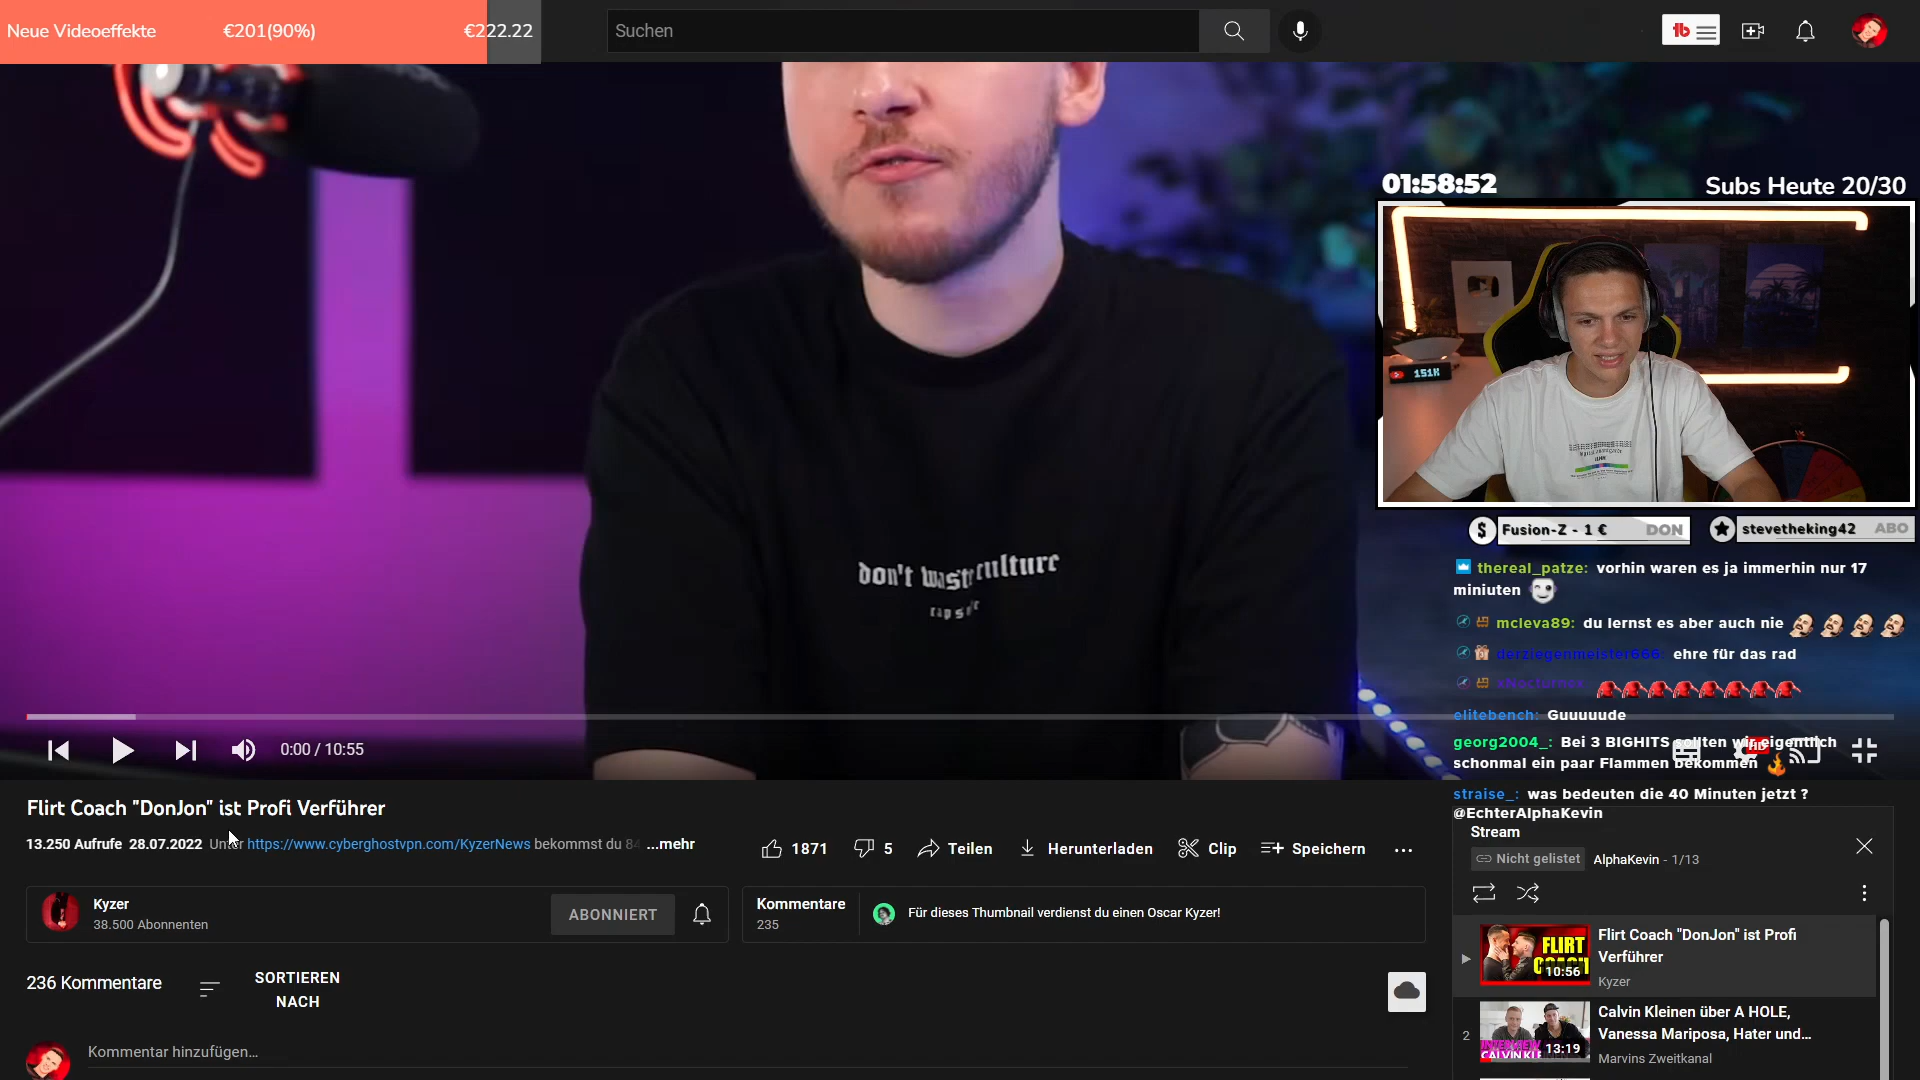 Neue Videoeffekte €201(90%) €222.22
Suchen
01:58:52
Subs Heute 20/30
151K
don't waste culture
Fusion-Z - 1 € DON
stevetheking42 ABO
thereal_patze: vorhin waren es ja immerhin nur 17
miniuten
mcleva89: du lernst es aber auch nie
derziegenmeister666: ehre für das rad
elitebench: Guuuuude
georg2004_: Bei 3 BIGHITS sollten wir eigentlich
schonmal ein paar Flammen bekommen
straise_: was bedeuten die 40 Minuten jetzt ?
@EchterAlphaKevin
0:00 / 10:55
HD
Flirt Coach "DonJon" ist Profi Verführer
13.250 Aufrufe 28.07.2022 Unter https://www.cyberghostvpn.com/KyzerNews bekommst du 84 ...mehr
1871
5
Teilen
Herunterladen
Clip
Speichern
Kyzer
38.500 Abonnenten
ABONNIERT
Kommentare
235
Für dieses Thumbnail verdienst du einen Oscar Kyzer!
236 Kommentare
SORTIEREN
NACH
Kommentar hinzufügen...
Stream
Nicht gelistet AlphaKevin - 1/13
FLIRT
10:56
Flirt Coach "DonJon" ist Profi
Verführer
Kyzer
2
INTERVIEW
13:19
Calvin Kleinen über A HOLE,
Vanessa Mariposa, Hater und...
Marvins Zweitkanal